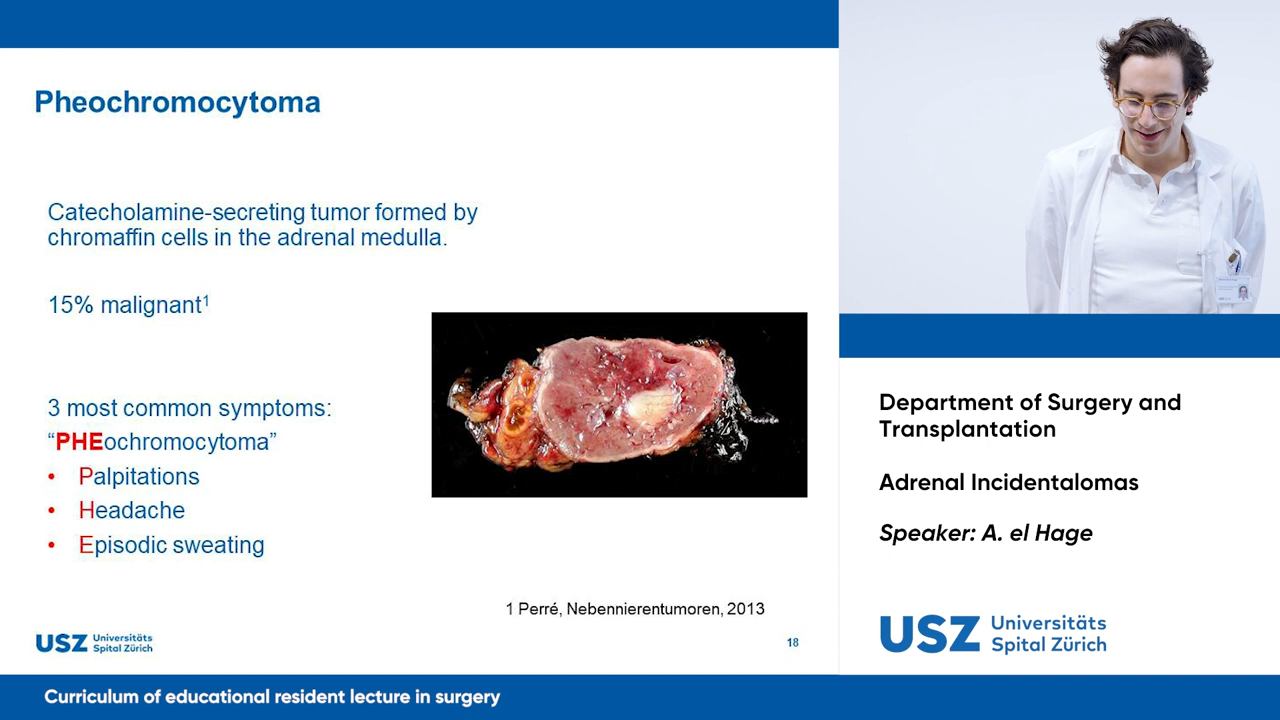 Pheochromocytoma
Catecholamine-secreting tumor formed by
chromaffin cells in the adrenal medulla.
15% malignant¹
3 most common symptoms:
“PHEochromocytoma”
• Palpitations
• Headache
• Episodic sweating
1 Perré, Nebennierentumoren, 2013
USZ Universitäts
Spital Zürich
18
Department of Surgery and
Transplantation
Adrenal Incidentalomas
Speaker: A. el Hage
USZ Universitäts
Spital Zürich
Curriculum of educational resident lecture in surgery